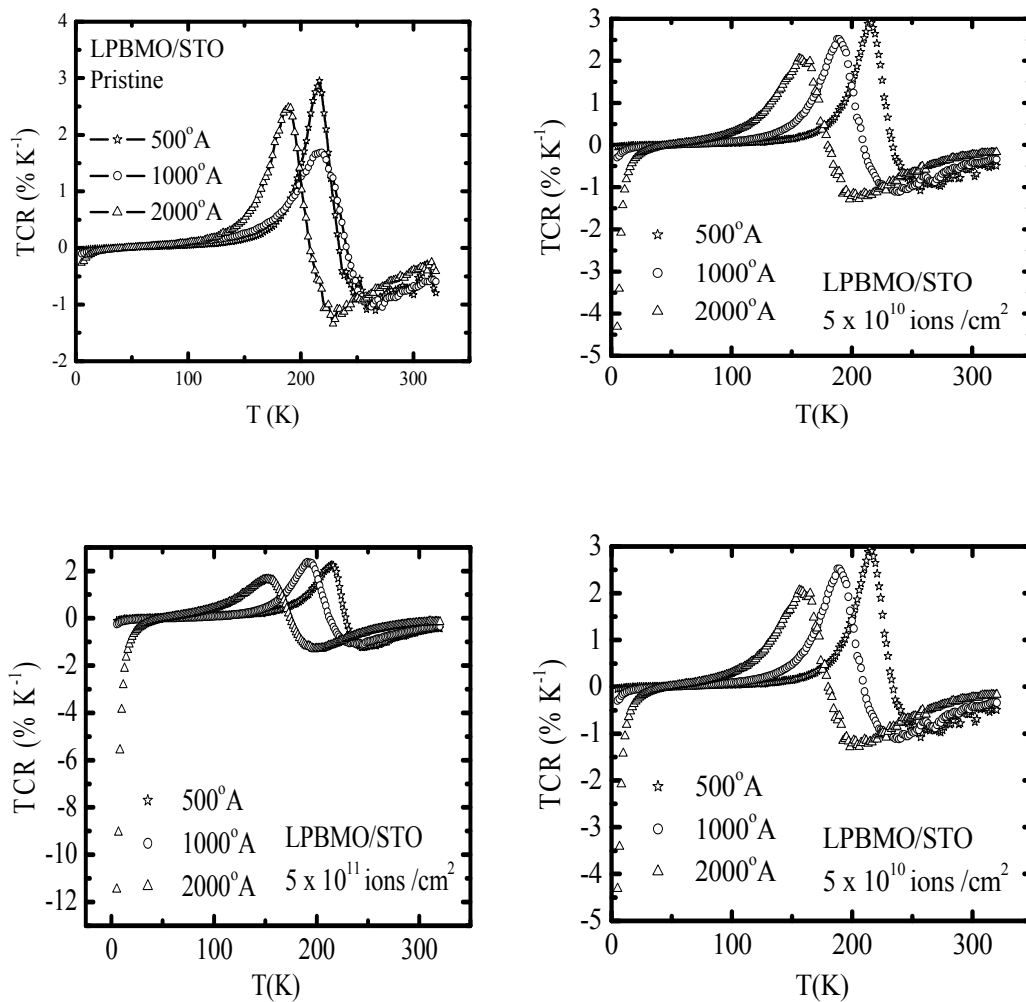 4
3
2
1
0
-1
-2
TCR (% K⁻¹)
LPBMO/STO
Pristine
500°A
1000°A
2000°A
0 100 200 300
T (K)
3
2
1
0
-1
-2
-3
-4
-5
TCR (% K⁻¹)
500°A
1000°A
2000°A
LPBMO/STO
5 x 10¹⁰ ions /cm²
0 100 200 300
T(K)
2
0
-2
-4
-6
-8
-10
-12
TCR (% K⁻¹)
500°A
1000°A
2000°A
LPBMO/STO
5 x 10¹¹ ions /cm²
0 100 200 300
T(K)
3
2
1
0
-1
-2
-3
-4
-5
TCR (% K⁻¹)
500°A
1000°A
2000°A
LPBMO/STO
5 x 10¹⁰ ions /cm²
0 100 200 300
T(K)